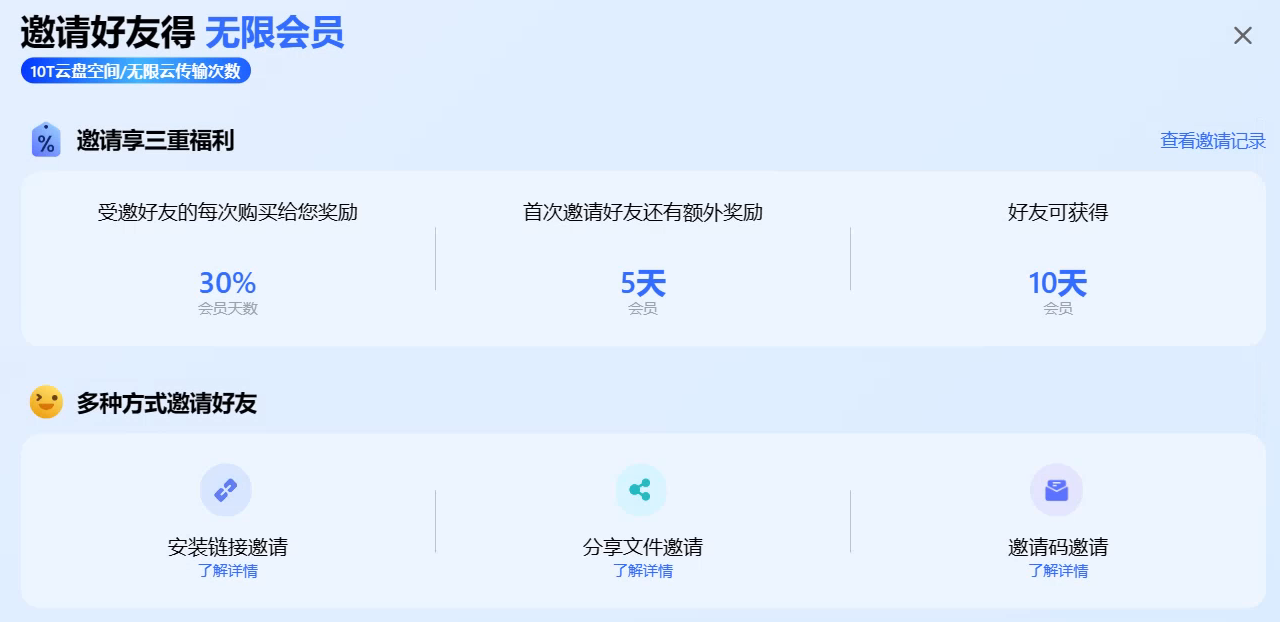 邀请好友得 无限会员
10T云盘空间/无限云传输次数
% 邀请享三重福利
查看邀请记录
受邀好友的每次购买给您奖励
30%
会员天数
首次邀请好友还有额外奖励
5天
会员
好友可获得
10天
会员
多种方式邀请好友
安装链接邀请
了解详情
分享文件邀请
了解详情
邀请码邀请
了解详情